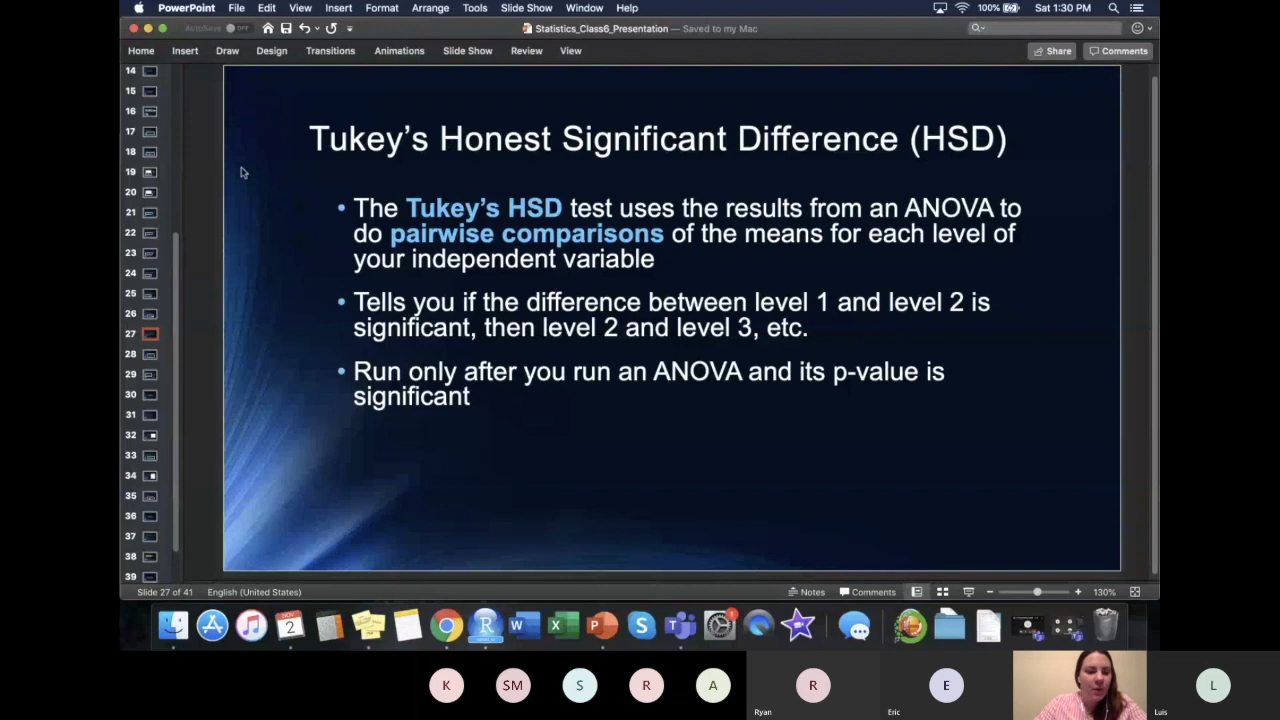 PowerPoint File Edit View Insert Format Arrange Tools Slide Show Window Help 100% Sat 1:30 PM
AutoSave OFF Statistics_Class6_Presentation — Saved to my Mac
Home Insert Draw Design Transitions Animations Slide Show Review View Share Comments
14
15
16
17
18
19
20
21
22
23
24
25
26
27
28
29
30
31
32
33
34
35
36
37
38
39
Tukey's Honest Significant Difference (HSD)
• The Tukey's HSD test uses the results from an ANOVA to
do pairwise comparisons of the means for each level of
your independent variable
• Tells you if the difference between level 1 and level 2 is
significant, then level 2 and level 3, etc.
• Run only after you run an ANOVA and its p-value is
significant
Slide 27 of 41 English (United States) Notes Comments 130%
NOV
2
R
W
X
P
S
T
1
K SM S R A R E L
Ryan Eric Luis